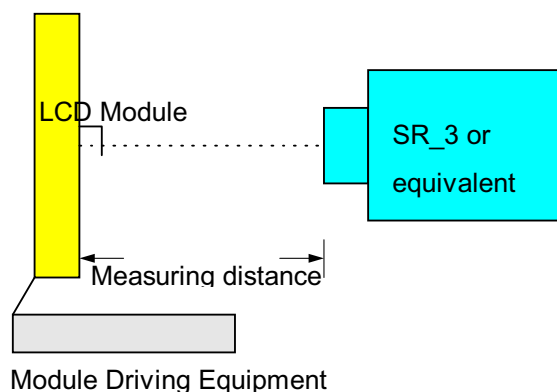 LCD Module
SR_3 or
equivalent
Measuring distance
Module Driving Equipment